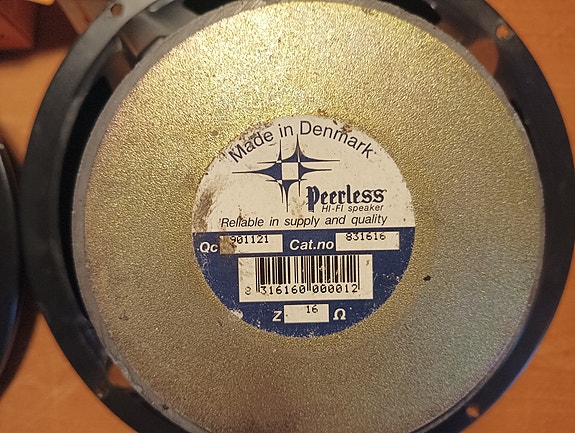 Made in Denmark
Peerless
HI-FI speaker
Reliable in supply and quality
Qc 901121 Cat.no 831616
8 316160 000012
Z 16 Ω